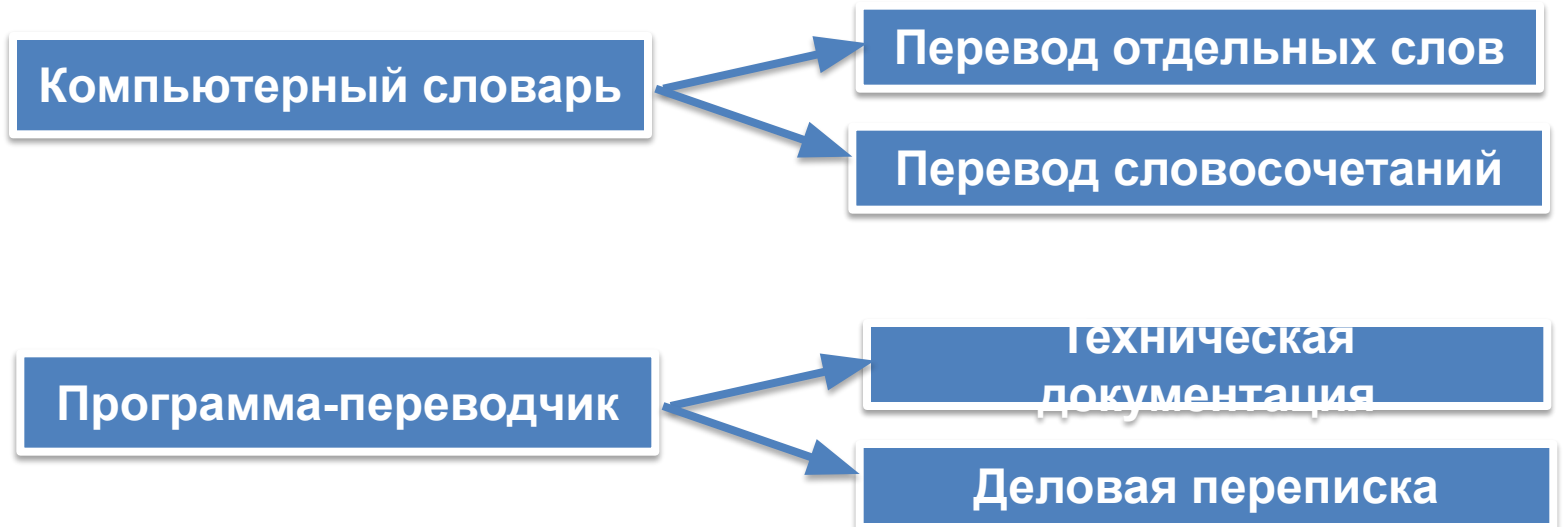 Компьютерный словарь
Перевод отдельных слов
Перевод словосочетаний
Программа-переводчик
Техническая
документация
Деловая переписка